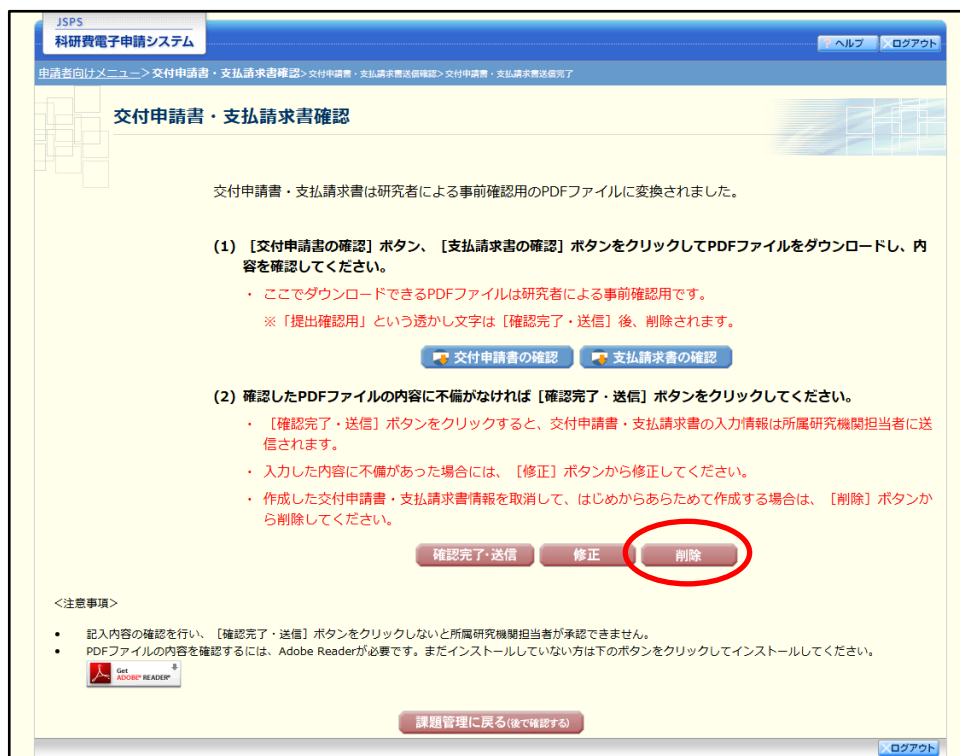 JSPS
科研費電子申請システム
? ヘルプ
ログアウト
申請者向けメニュー>交付申請書・支払請求書確認>交付申請書・支払請求書送信確認>交付申請書・支払請求書送信完了
交付申請書・支払請求書確認
交付申請書・支払請求書は研究者による事前確認用のPDFファイルに変換されました。
(1) [交付申請書の確認] ボタン、 [支払請求書の確認] ボタンをクリックしてPDFファイルをダウンロードし、内
容を確認してください。
・ ここでダウンロードできるPDFファイルは研究者による事前確認用です。
※「提出確認用」という透かし文字は [確認完了・送信] 後、削除されます。
交付申請書の確認
支払請求書の確認
(2) 確認したPDFファイルの内容に不備がなければ [確認完了・送信] ボタンをクリックしてください。
・ [確認完了・送信] ボタンをクリックすると、交付申請書・支払請求書の入力情報は所属研究機関担当者に送
信されます。
・ 入力した内容に不備があった場合には、 [修正] ボタンから修正してください。
・ 作成した交付申請書・支払請求書情報を取消して、はじめからあらためて作成する場合は、 [削除] ボタンか
ら削除してください。
確認完了・送信
修正
削除
<注意事項>
• 記入内容の確認を行い、 [確認完了・送信] ボタンをクリックしないと所属研究機関担当者が承認できません。
• PDFファイルの内容を確認するには、Adobe Readerが必要です。まだインストールしていない方は下のボタンをクリックしてインストールしてください。
Get
ADOBE® READER®
課題管理に戻る(後で確認する)
ログアウト